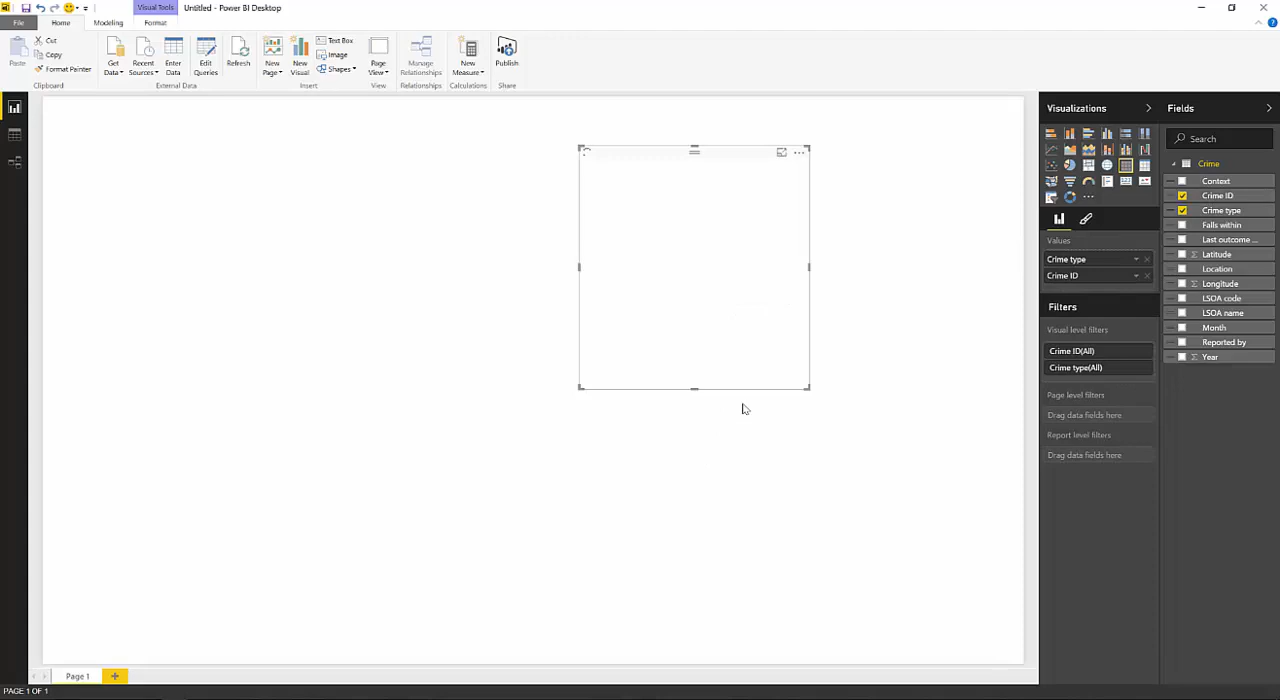 Visual Tools
Untitled - Power BI Desktop
File
Home
Modeling
Format
Paste
Cut
Copy
Format Painter
Clipboard
Get Data
Recent Sources
Enter Data
Edit Queries
Refresh
External Data
New Page
New Visual
Text Box
Image
Shapes
Insert
Page View
View
Manage Relationships
Relationships
New Measure
Calculations
Publish
Share
Visualizations
Values
Crime type
Crime ID
Filters
Visual level filters
Crime ID(All)
Crime type(All)
Page level filters
Drag data fields here
Report level filters
Drag data fields here
Fields
Search
Crime
Context
Crime ID
Crime type
Falls within
Last outcome ...
Σ Latitude
Location
Σ Longitude
LSOA code
LSOA name
Month
Reported by
Σ Year
Page 1
PAGE 1 OF 1